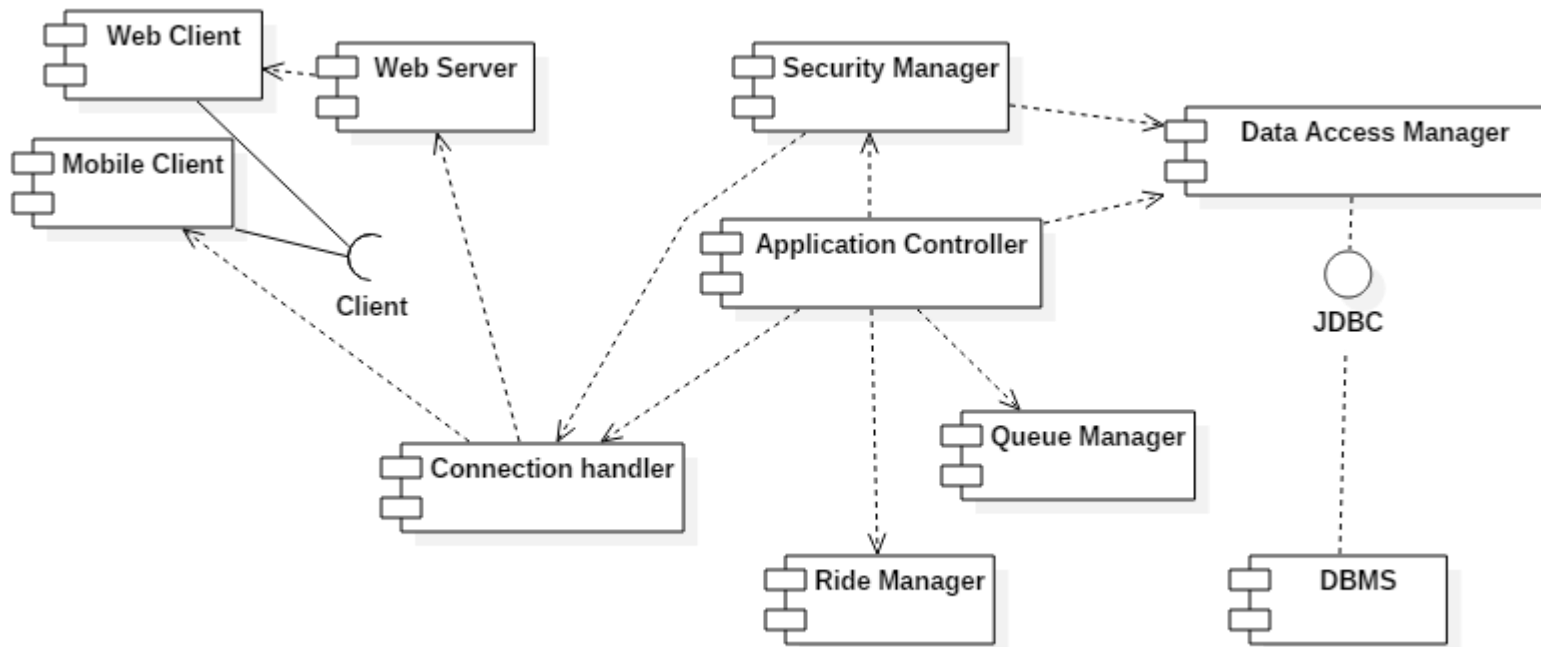 Web Client
Web Server
Security Manager
Data Access Manager
Mobile Client
Application Controller
Client
JDBC
Queue Manager
Connection handler
Ride Manager
DBMS